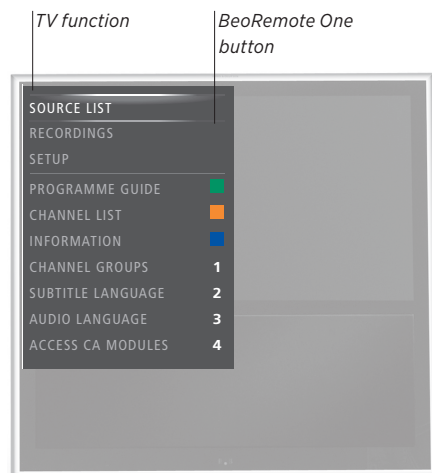 TV function
BeoRemote One
button
SOURCE LIST
RECORDINGS
SETUP
PROGRAMME GUIDE
CHANNEL LIST
INFORMATION
CHANNEL GROUPS 1
SUBTITLE LANGUAGE 2
AUDIO LANGUAGE 3
ACCESS CA MODULES 4